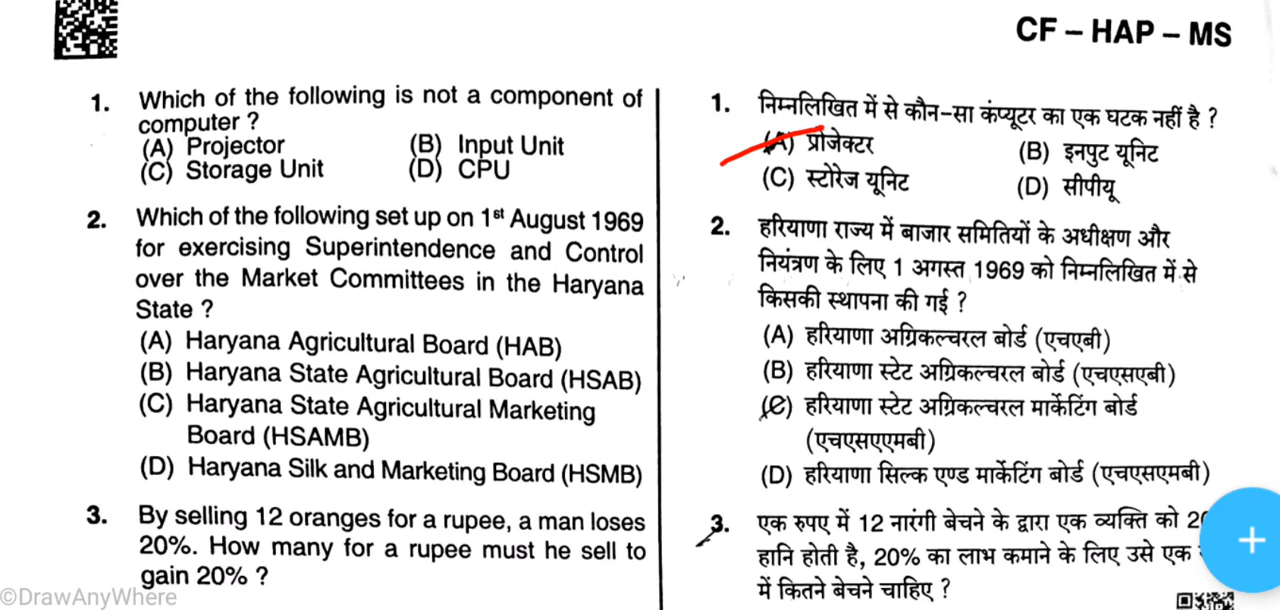 CF – HAP – MS
1. Which of the following is not a component of
computer ?
(A) Projector (B) Input Unit
(C) Storage Unit (D) CPU
2. Which of the following set up on 1st August 1969
for exercising Superintendence and Control
over the Market Committees in the Haryana
State ?
(A) Haryana Agricultural Board (HAB)
(B) Haryana State Agricultural Board (HSAB)
(C) Haryana State Agricultural Marketing
Board (HSAMB)
(D) Haryana Silk and Marketing Board (HSMB)
3. By selling 12 oranges for a rupee, a man loses
20%. How many for a rupee must he sell to
gain 20% ?
1. निम्नलिखित में से कौन-सा कंप्यूटर का एक घटक नहीं है ?
(A) प्रोजेक्टर (B) इनपुट यूनिट
(C) स्टोरेज यूनिट (D) सीपीयू
2. हरियाणा राज्य में बाजार समितियों के अधीक्षण और
नियंत्रण के लिए 1 अगस्त 1969 को निम्नलिखित में से
किसकी स्थापना की गई ?
(A) हरियाणा अग्रिकल्चरल बोर्ड (एचएबी)
(B) हरियाणा स्टेट अग्रिकल्चरल बोर्ड (एचएसएबी)
(C) हरियाणा स्टेट अग्रिकल्चरल मार्केटिंग बोर्ड
(एचएसएएमबी)
(D) हरियाणा सिल्क एण्ड मार्केटिंग बोर्ड (एचएसएमबी)
3. एक रुपए में 12 नारंगी बेचने के द्वारा एक व्यक्ति को
हानि होती है, 20% का लाभ कमाने के लिए उसे एक
में कितने बेचने चाहिए ?
©DrawAnyWhere